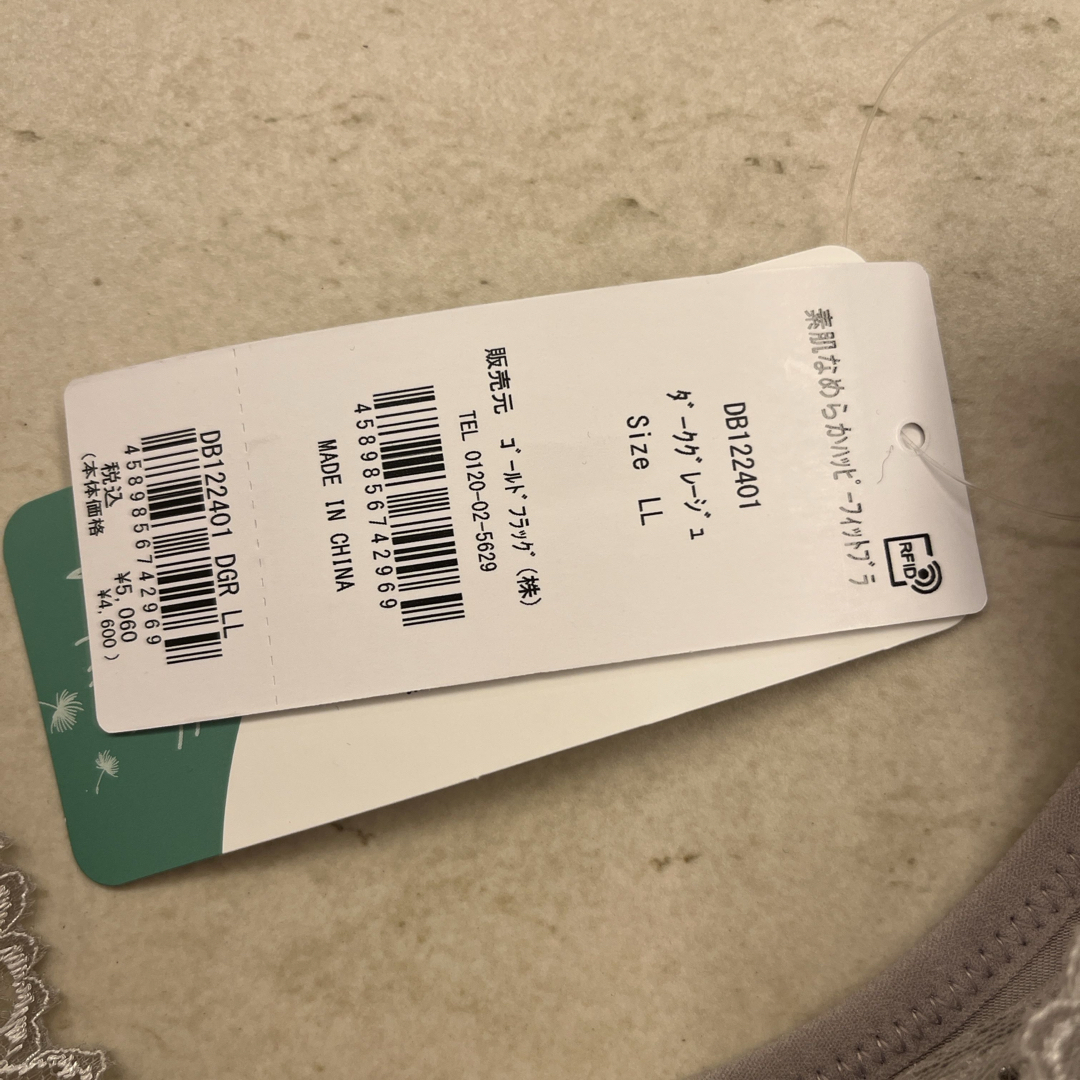 素肌なめらかﾊｯﾋﾟｰﾌｨｯﾄﾌﾞﾗ
RFID
DB122401
ﾀﾞｰｸｸﾞﾚｰｼﾞｭ
Size LL
販売元 ｺﾞｰﾙﾄﾞﾌﾗｯｸﾞ(株)
TEL 0120-02-5629
4589856742969
MADE IN CHINA
DB122401 DGR LL
4589856742969
税込 ¥5,060
(本体価格 ¥4,600)